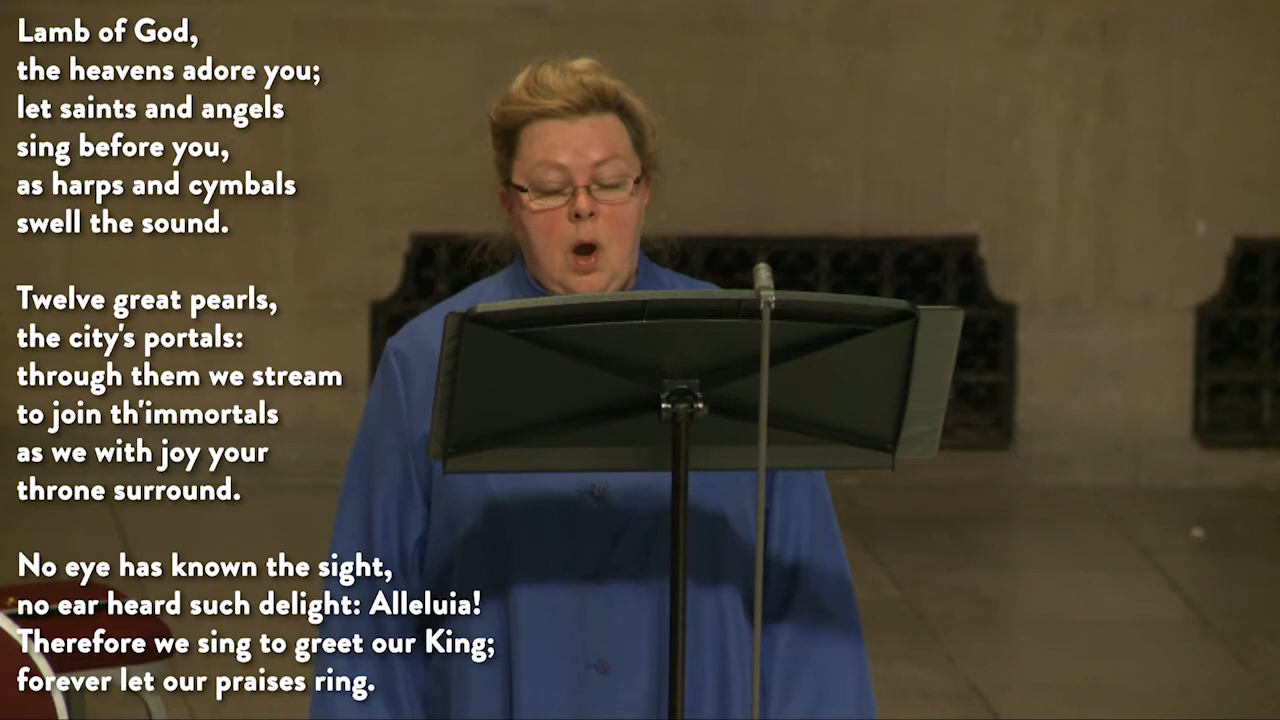 Lamb of God,
the heavens adore you;
let saints and angels
sing before you,
as harps and cymbals
swell the sound.
Twelve great pearls,
the city's portals:
through them we stream
to join th'immortals
as we with joy your
throne surround.
No eye has known the sight,
no ear heard such delight: Alleluia!
Therefore we sing to greet our King;
forever let our praises ring.